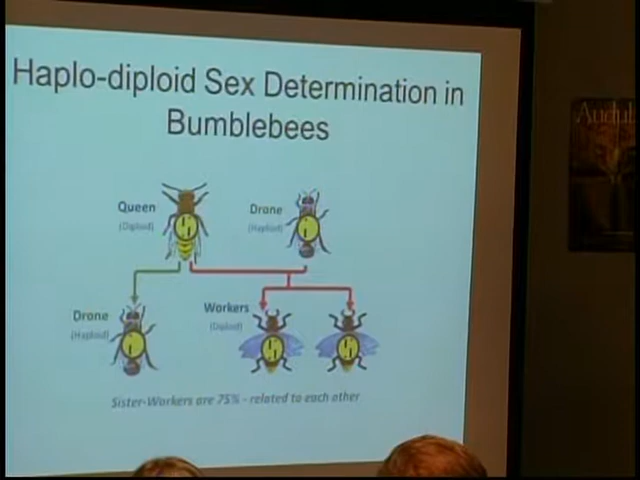 Haplo-diploid Sex Determination in
Bumblebees
Queen
(Diploid)
Drone
(Haploid)
Drone
(Haploid)
Workers
(Diploid)
Sister-Workers are 75% - related to each other
Audub